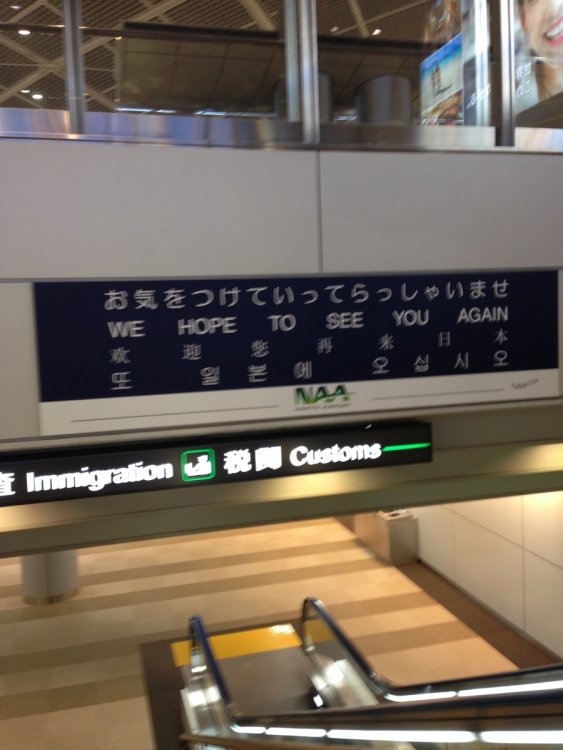 お気をつけていってらっしゃいませ
WE HOPE TO SEE YOU AGAIN
欢迎您再来日本
또 일본에 오십시오
NAA
査 Immigration 税関 Customs